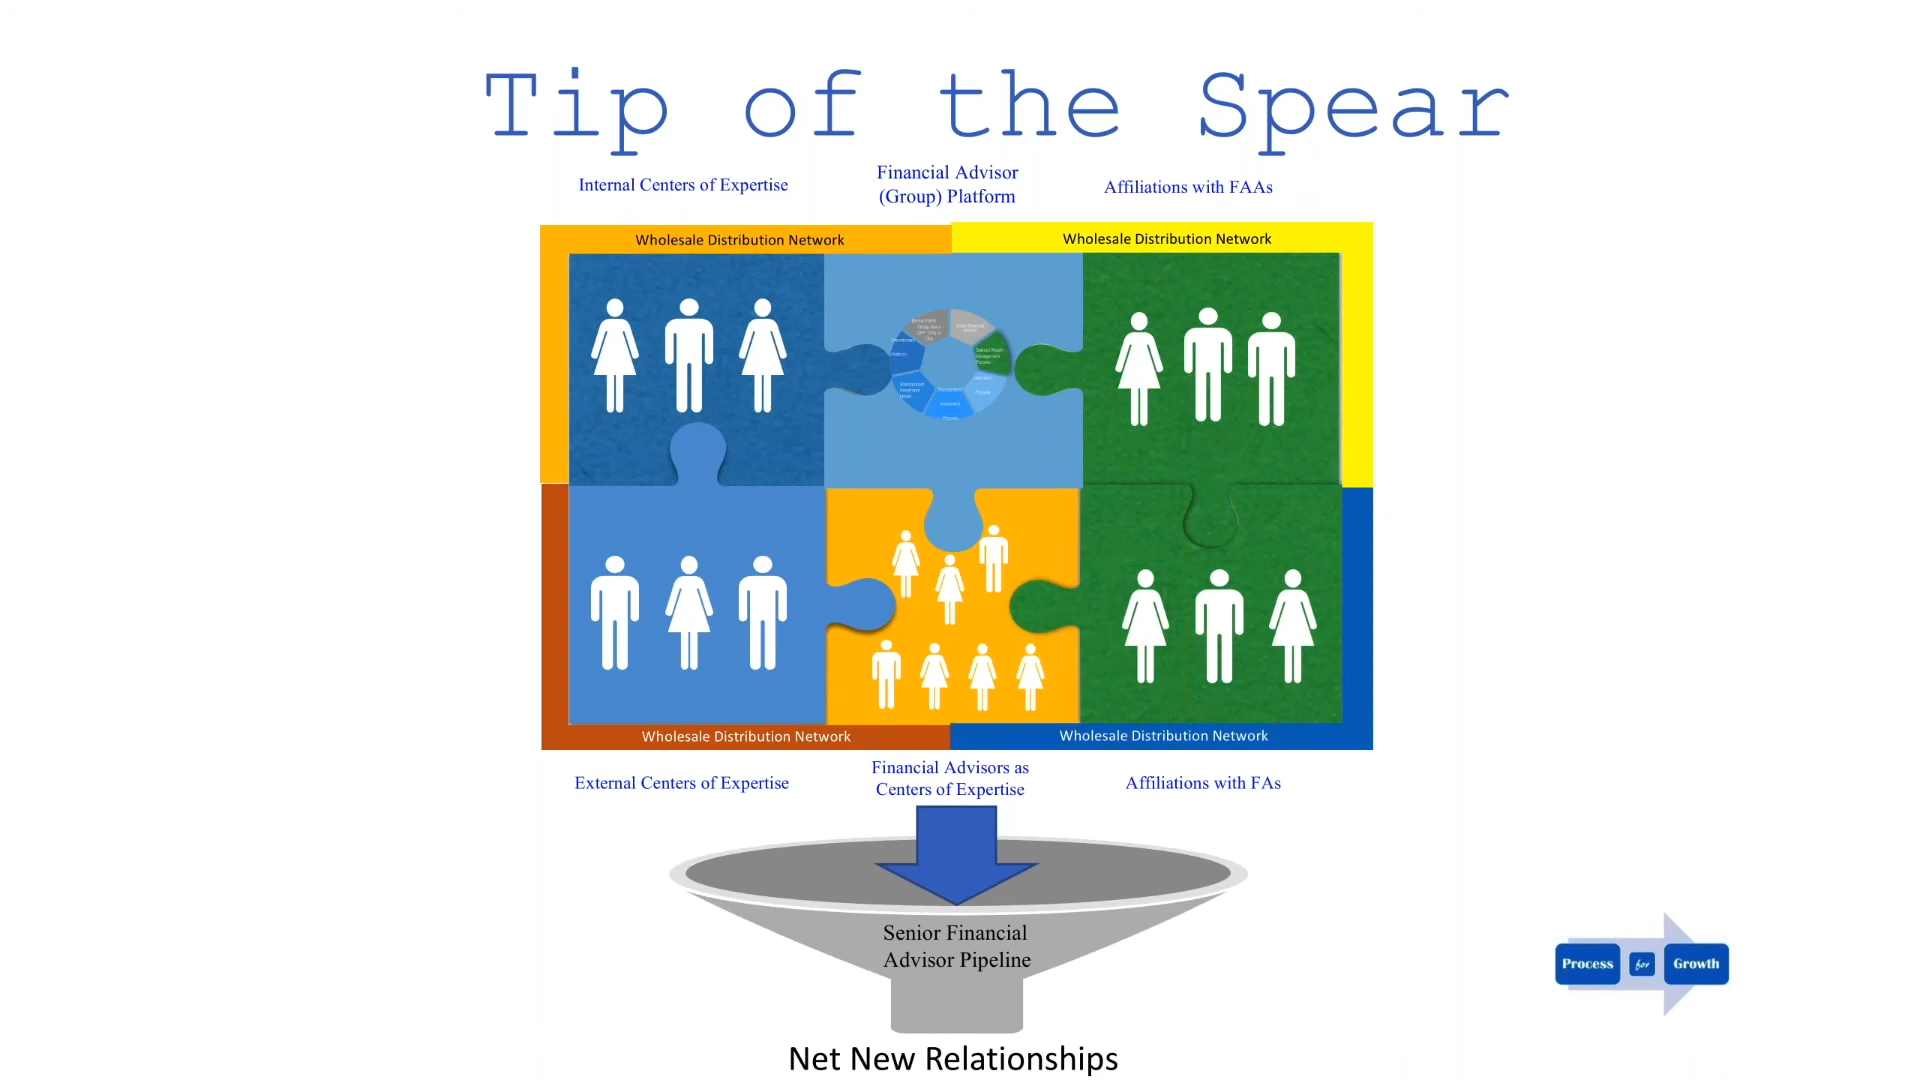 Tip of the Spear
Internal Centers of Expertise
Financial Advisor
(Group) Platform
Affiliations with FAAs
Wholesale Distribution Network
Wholesale Distribution Network
Wholesale Distribution Network
Wholesale Distribution Network
External Centers of Expertise
Financial Advisors as
Centers of Expertise
Affiliations with FAs
Senior Financial
Advisor Pipeline
Process for Growth
Net New Relationships